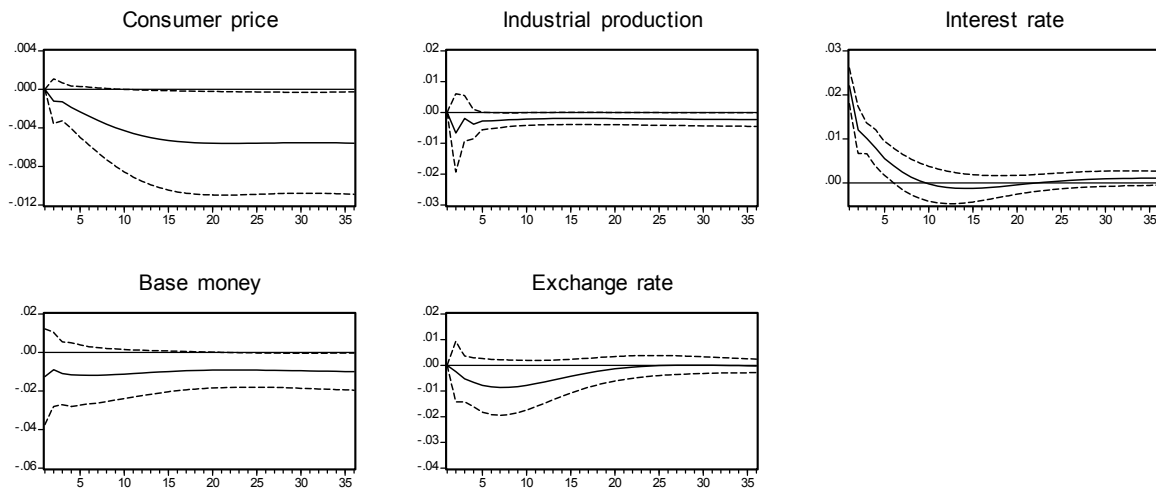 Consumer price
.004
.000
-.004
-.008
-.012
5 10 15 20 25 30 35
Industrial production
.02
.01
.00
-.01
-.02
-.03
5 10 15 20 25 30 35
Interest rate
.03
.02
.01
.00
5 10 15 20 25 30 35
Base money
.02
.00
-.02
-.04
-.06
5 10 15 20 25 30 35
Exchange rate
.02
.01
.00
-.01
-.02
-.03
-.04
5 10 15 20 25 30 35